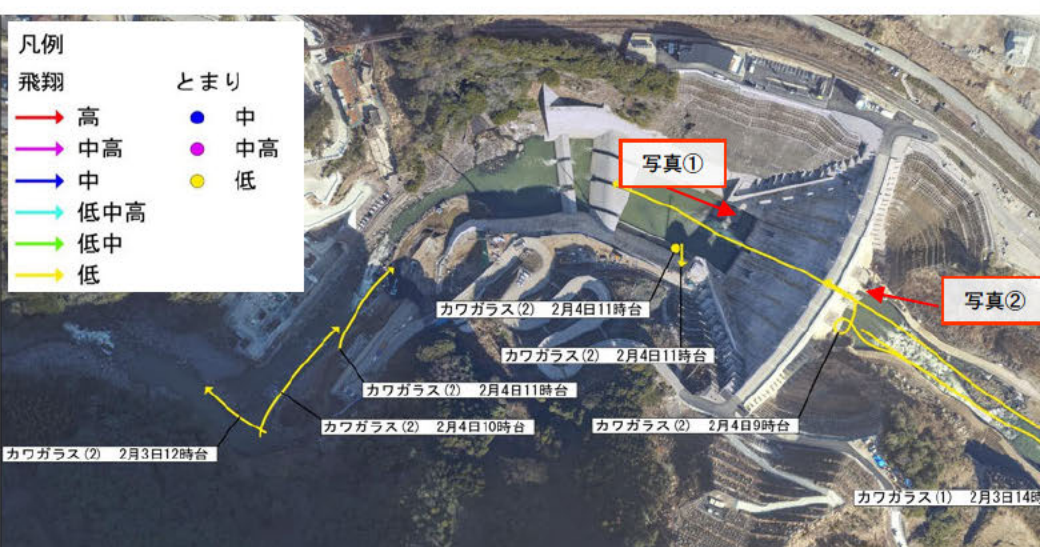 凡例
飛翔 とまり
高 中
中高 中高
中 低
低中高
低中
低
写真①
写真②
カワガラス(2) 2月4日11時台
カワガラス(2) 2月4日11時台
カワガラス(2) 2月4日11時台
カワガラス(2) 2月4日10時台
カワガラス(2) 2月4日9時台
カワガラス(2) 2月3日12時台
カワガラス(1) 2月3日14時